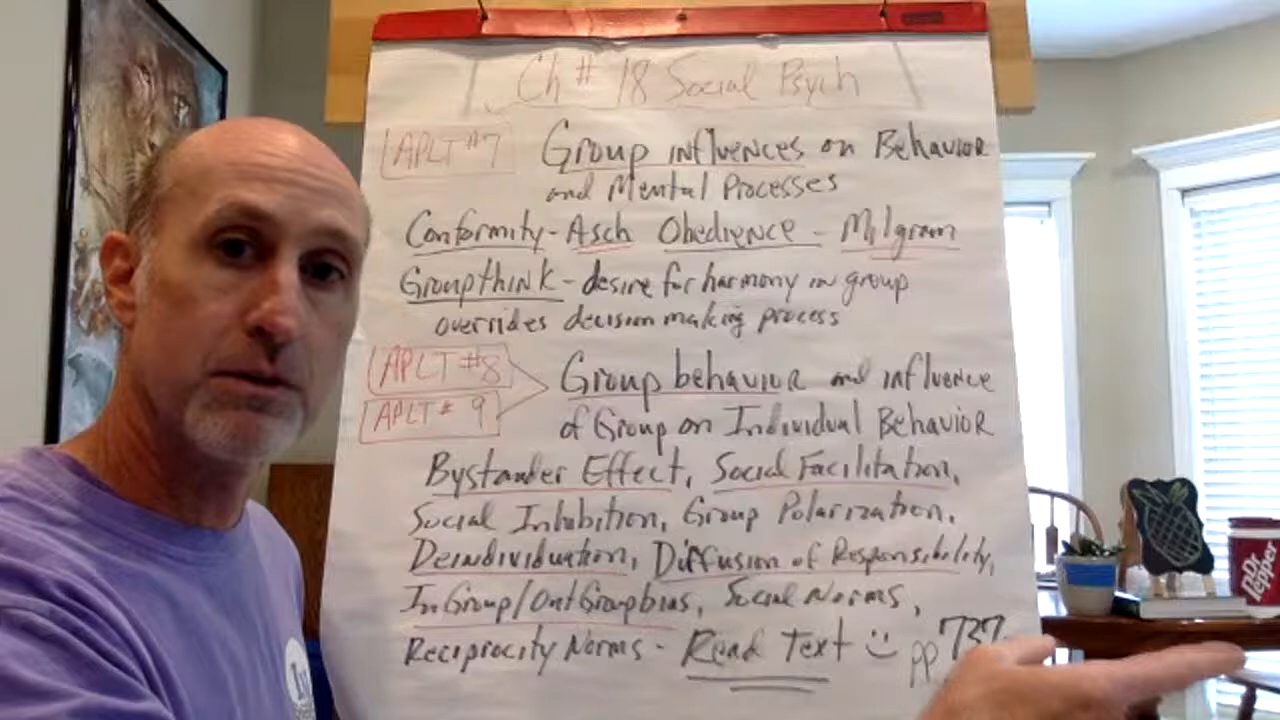 Ch # 18 Social Psych
APLT #7 Group influences on Behavior
and Mental Processes
Conformity - Asch Obedience - Milgram
Groupthink - desire for harmony in group
overrides decision making process
APLT #8 Group behavior and influence
APLT # 9 of Group on Individual Behavior
Bystander Effect, Social Facilitation,
Social Inhibition, Group Polarization,
Deindividuation, Diffusion of Responsibility,
InGroup/OutGroup bias, Social Norms,
Reciprocity Norms - Read Text pp 737
Dr Pepper